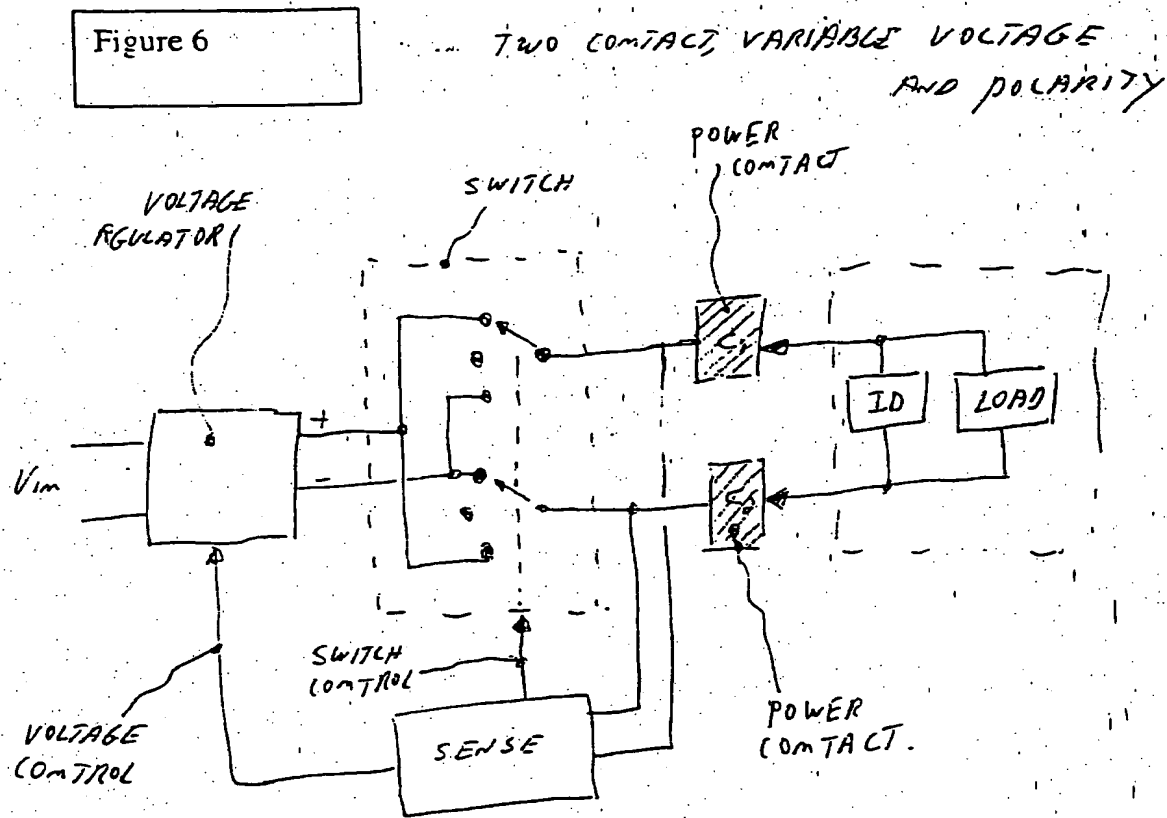 Figure 6
... TWO CONTACT, VARIABLE VOLTAGE
AND POLARITY
POWER
CONTACT
SWITCH
VOLTAGE
RGULATOR
+
-
Vin
C1
ID
LOAD
SWITCH
CONTROL
SENSE
VOLTAGE
CONTROL
POWER
CONTACT.